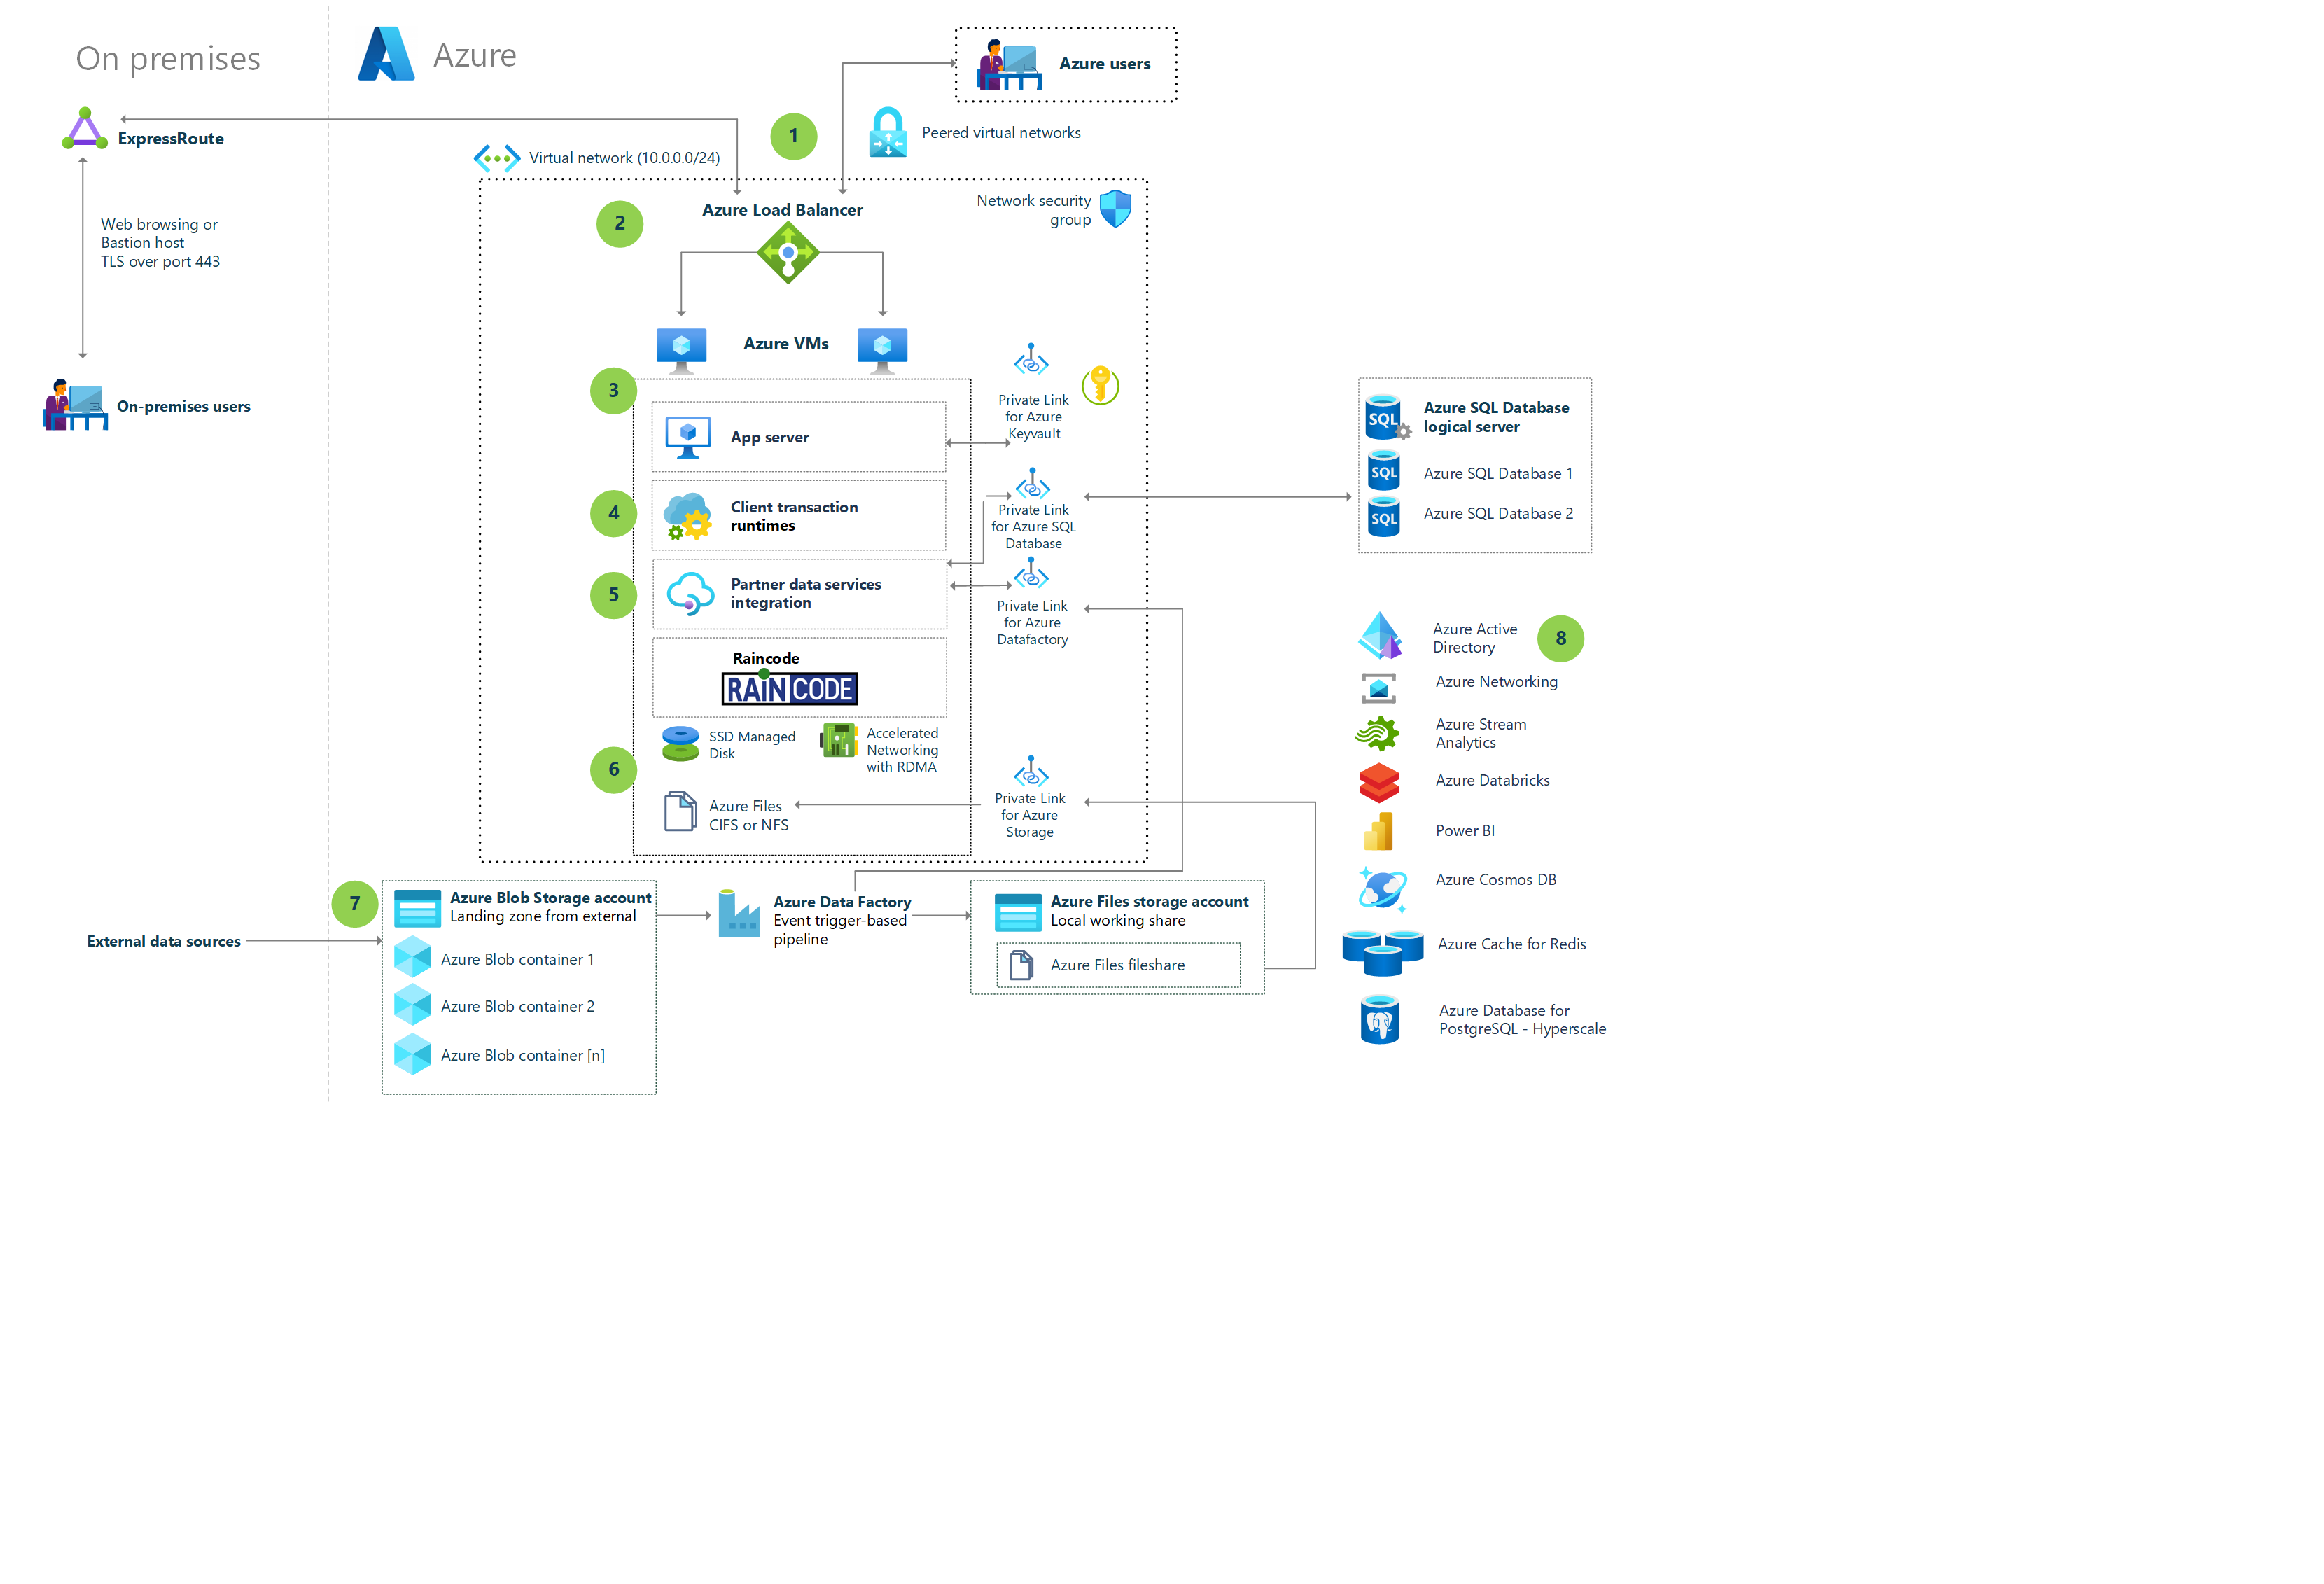 On premises
Azure
Azure users
ExpressRoute
1
Peered virtual networks
Virtual network (10.0.0.0/24)
Web browsing or
Bastion host
TLS over port 443
2
Azure Load Balancer
Network security
group
On-premises users
Azure VMs
3
App server
Private Link
for Azure
Keyvault
4
Client transaction
runtimes
Private Link
for Azure SQL
Database
5
Partner data services
integration
Private Link
for Azure
Datafactory
Raincode
RAINCODE
SSD Managed
Disk
Accelerated
Networking
with RDMA
6
Azure Files
CIFS or NFS
Private Link
for Azure
Storage
SQL
Azure SQL Database
logical server
SQL
Azure SQL Database 1
SQL
Azure SQL Database 2
Azure Active
Directory
8
Azure Networking
Azure Stream
Analytics
Azure Databricks
Power BI
Azure Cosmos DB
Azure Cache for Redis
Azure Database for
PostgreSQL - Hyperscale
External data sources
7
Azure Blob Storage account
Landing zone from external
Azure Blob container 1
Azure Blob container 2
Azure Blob container [n]
Azure Data Factory
Event trigger-based
pipeline
Azure Files storage account
Local working share
Azure Files fileshare